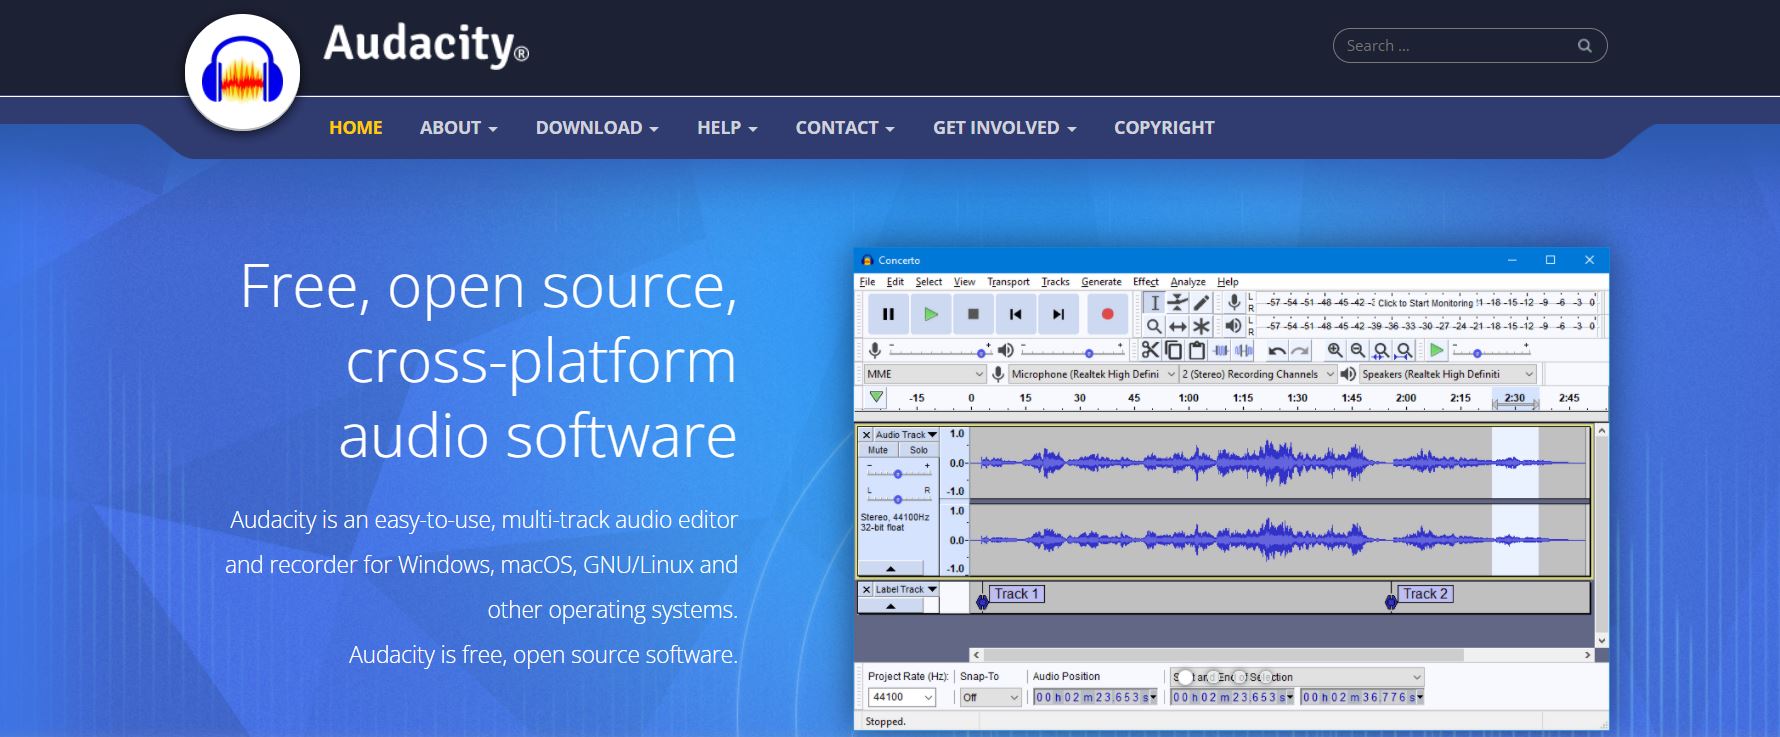 Audacity®
Search ...
HOME ABOUT DOWNLOAD HELP CONTACT GET INVOLVED COPYRIGHT
Free, open source,
cross-platform
audio software
Audacity is an easy-to-use, multi-track audio editor
and recorder for Windows, macOS, GNU/Linux and
other operating systems.
Audacity is free, open source software.
Concerto
File Edit Select View Transport Tracks Generate Effect Analyze Help
L -57 -54 -51 -48 -45 -42 -3 Click to Start Monitoring !1 -18 -15 -12 -9 -6 -3 0
R
L -57 -54 -51 -48 -45 -42 -39 -36 -33 -30 -27 -24 -21 -18 -15 -12 -9 -6 -3 0
R
- + - + - +
MME Microphone (Realtek High Defini 2 (Stereo) Recording Channels Speakers (Realtek High Definiti
-15 0 15 30 45 1:00 1:15 1:30 1:45 2:00 2:15 2:30 2:45
Audio Track 1.0
Mute Solo
- + 0.0
L R -1.0
Stereo, 44100Hz 1.0
32-bit float
0.0
-1.0
Label Track Track 1 Track 2
Project Rate (Hz): Snap-To Audio Position Start and End of Selection
44100 Off 00 h 02 m 23.653 s 00 h 02 m 23.653 s 00 h 02 m 36.776 s
Stopped.